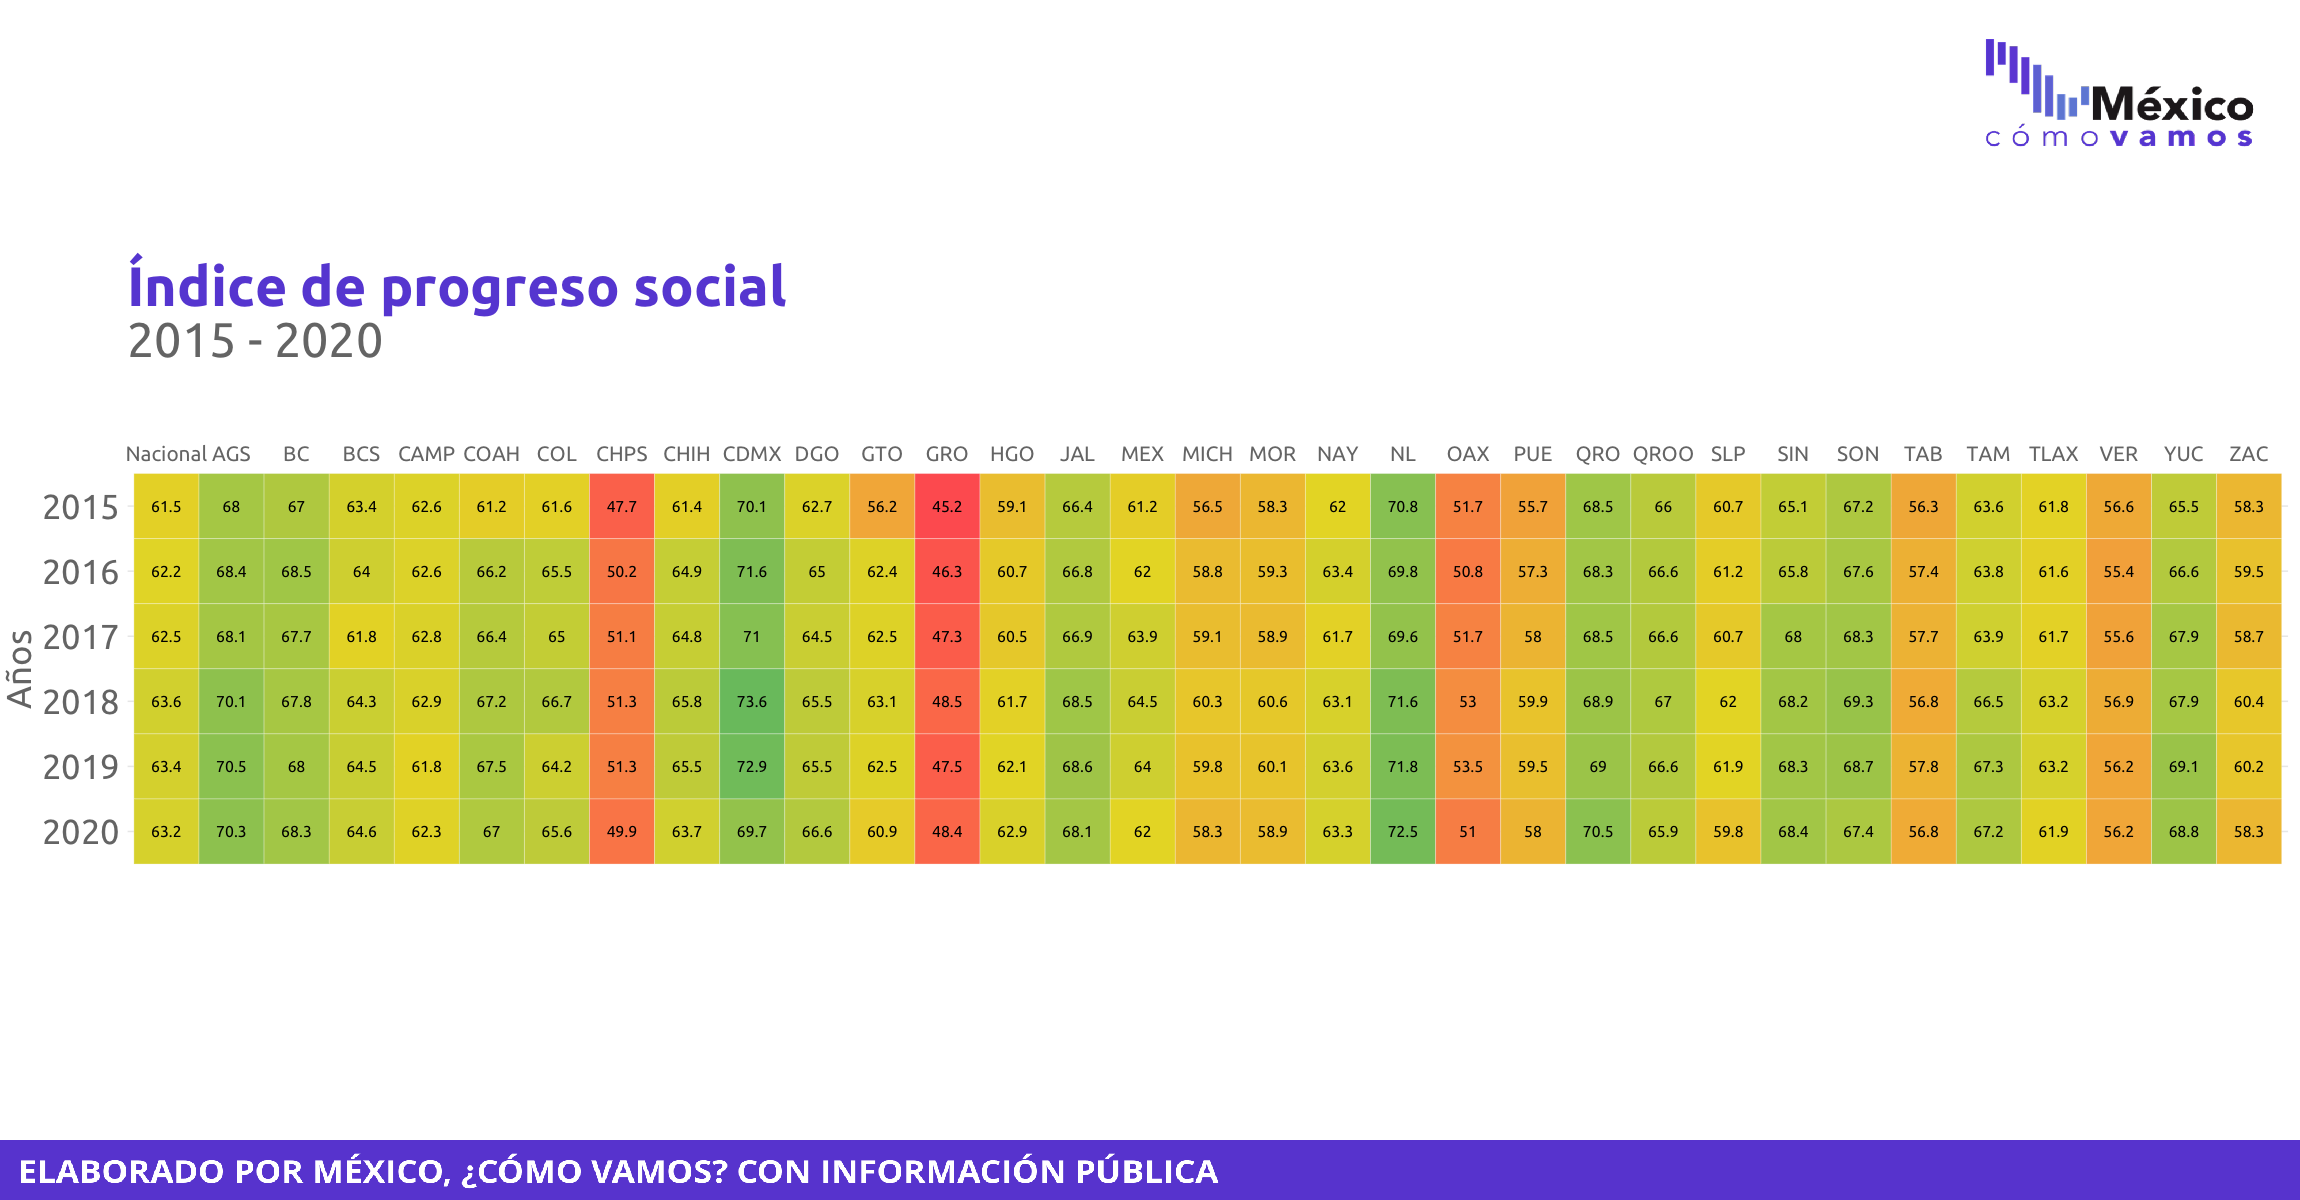 México
cómovamos
Índice de progreso social
2015 - 2020
Nacional AGS BC BCS CAMP COAH COL CHPS CHIH CDMX DGO GTO GRO HGO JAL MEX MICH MOR NAY NL OAX PUE QRO QROO SLP SIN SON TAB TAM TLAX VER YUC ZAC
2015 61.5 68 67 63.4 62.6 61.2 61.6 47.7 61.4 70.1 62.7 56.2 45.2 59.1 66.4 61.2 56.5 58.3 62 70.8 51.7 55.7 68.5 66 60.7 65.1 67.2 56.3 63.6 61.8 56.6 65.5 58.3
2016 62.2 68.4 68.5 64 62.6 66.2 65.5 50.2 64.9 71.6 65 62.4 46.3 60.7 66.8 62 58.8 59.3 63.4 69.8 50.8 57.3 68.3 66.6 61.2 65.8 67.6 57.4 63.8 61.6 55.4 66.6 59.5
2017 62.5 68.1 67.7 61.8 62.8 66.4 65 51.1 64.8 71 64.5 62.5 47.3 60.5 66.9 63.9 59.1 58.9 61.7 69.6 51.7 58 68.5 66.6 60.7 68 68.3 57.7 63.9 61.7 55.6 67.9 58.7
Años
2018 63.6 70.1 67.8 64.3 62.9 67.2 66.7 51.3 65.8 73.6 65.5 63.1 48.5 61.7 68.5 64.5 60.3 60.6 63.1 71.6 53 59.9 68.9 67 62 68.2 69.3 56.8 66.5 63.2 56.9 67.9 60.4
2019 63.4 70.5 68 64.5 61.8 67.5 64.2 51.3 65.5 72.9 65.5 62.5 47.5 62.1 68.6 64 59.8 60.1 63.6 71.8 53.5 59.5 69 66.6 61.9 68.3 68.7 57.8 67.3 63.2 56.2 69.1 60.2
2020 63.2 70.3 68.3 64.6 62.3 67 65.6 49.9 63.7 69.7 66.6 60.9 48.4 62.9 68.1 62 58.3 58.9 63.3 72.5 51 58 70.5 65.9 59.8 68.4 67.4 56.8 67.2 61.9 56.2 68.8 58.3
ELABORADO POR MÉXICO, ¿CÓMO VAMOS? CON INFORMACIÓN PÚBLICA